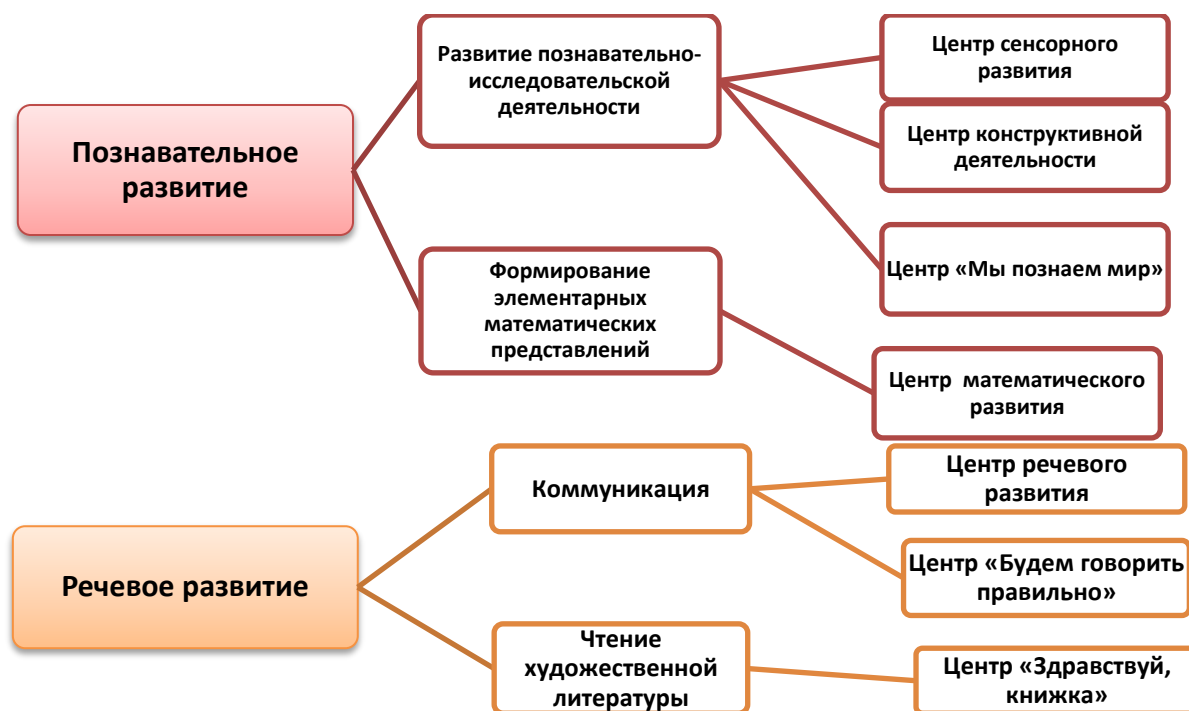 Познавательное
развитие
Развитие познавательно-
исследовательской
деятельности
Центр сенсорного
развития
Центр конструктивной
деятельности
Центр «Мы познаем мир»
Формирование
элементарных
математических
представлений
Центр математического
развития
Речевое развитие
Коммуникация
Центр речевого
развития
Центр «Будем говорить
правильно»
Чтение
художественной
литературы
Центр «Здравствуй,
книжка»